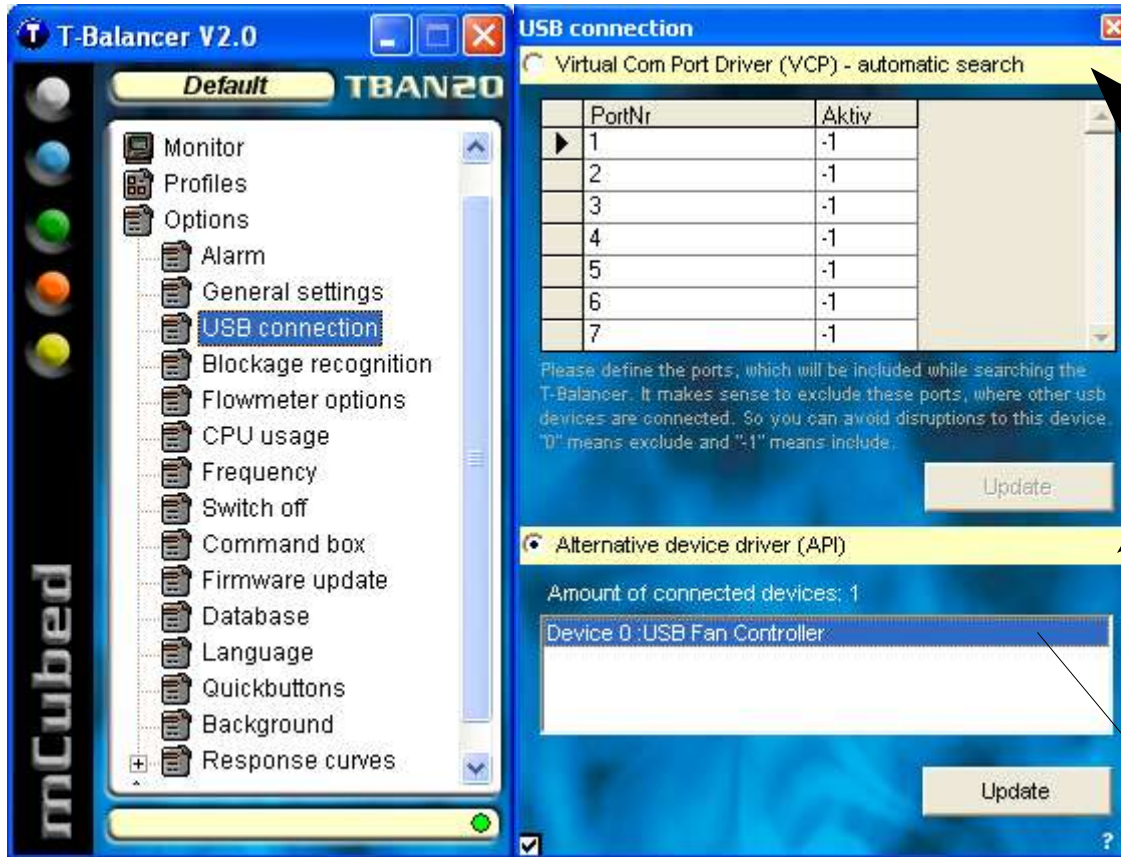 T-Balancer V2.0
Default
TBAN20
Monitor
Profiles
Options
Alarm
General settings
USB connection
Blockage recognition
Flowmeter options
CPU usage
Frequency
Switch off
Command box
Firmware update
Database
Language
Quickbuttons
Background
Response curves
mCubed
USB connection
Virtual Com Port Driver (VCP) - automatic search
PortNr Aktiv
1 -1
2 -1
3 -1
4 -1
5 -1
6 -1
7 -1
Please define the ports, which will be included while searching the
T-Balancer. It makes sense to exclude these ports, where other usb
devices are connected. So you can avoid disruptions to this device.
"0" means exclude and "-1" means include.
Update
Alternative device driver (API)
Amount of connected devices: 1
Device 0 :USB Fan Controller
Update
?